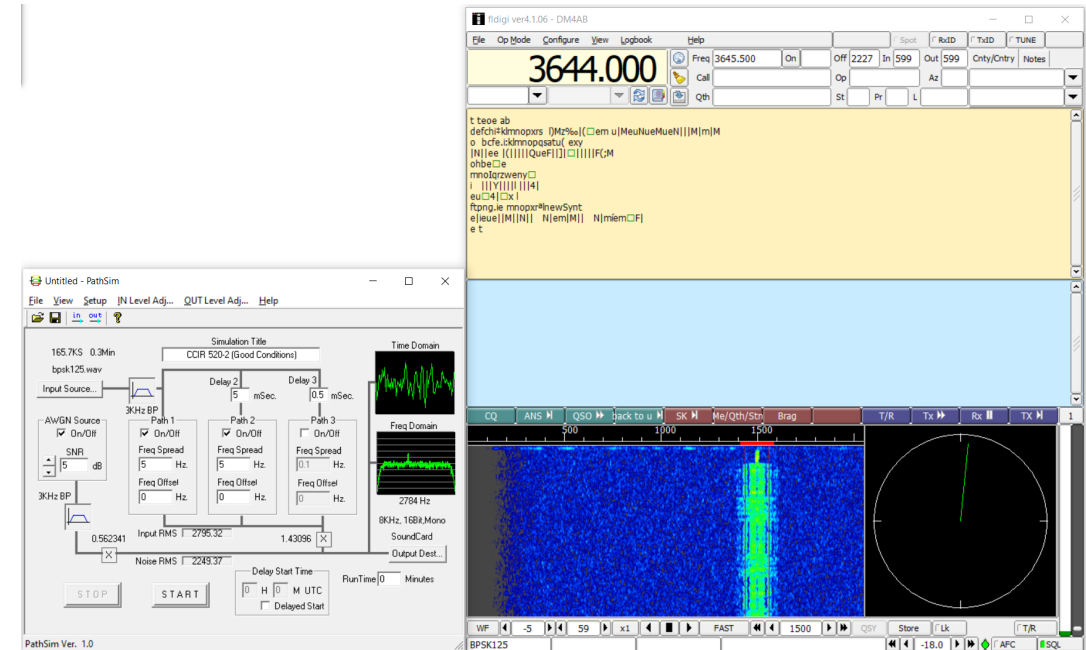 fldigi ver4.1.06 - DM4AB
File Op Mode Configure View Logbook Help Spot RxID TxID TUNE
3644.000 Freq 3645.500 On Off 2227 In 599 Out 599 Cnty/Cntry Notes
Call Op Az
Qth St Pr L
t teoe ab
o bcfe.i:klmnopqsatu( exy
ohbe□e
mnoIqrzweny□
i |||Y||||l|||4|
eu□4|□x l
ftpng.ie mnopxrªlnewSynt
e|ieue||M||N|| N|em|M|| N|miem□F|
e t
CQ ANS QSO back to u SK Me/Qth/Stn Brag T/R Tx Rx TX 1
500 1000 1500
WF -5 59 x1 FAST 1500 QSY Store Lk T/R
BPSK125 -18.0 AFC SQL
Untitled - PathSim
File View Setup IN Level Adj... OUT Level Adj... Help
in out
Simulation Title
CCIR 520-2 (Good Conditions)
165.7KS 0.3Min
bpsk125.wav
Input Source...
3KHz BP
Delay 2
5 mSec.
Delay 3
0.5 mSec.
Time Domain
AWGN Source
On/Off
SNR
5 dB
3KHz BP
Path 1
On/Off
Freq Spread
5 Hz.
Freq Offset
0 Hz.
Path 2
On/Off
Freq Spread
5 Hz.
Freq Offset
0 Hz.
Path 3
On/Off
Freq Spread
0.1 Hz.
Freq Offset
0 Hz.
Freq Domain
2784 Hz
8KHz, 16Bit,Mono
SoundCard
Output Dest...
0.562341
Input RMS 2795.32
1.43096 X
X
Noise RMS 2249.37
Delay Start Time
0 H 0 M UTC
Delayed Start
RunTime 0 Minutes
STOP
START
PathSim Ver. 1.0